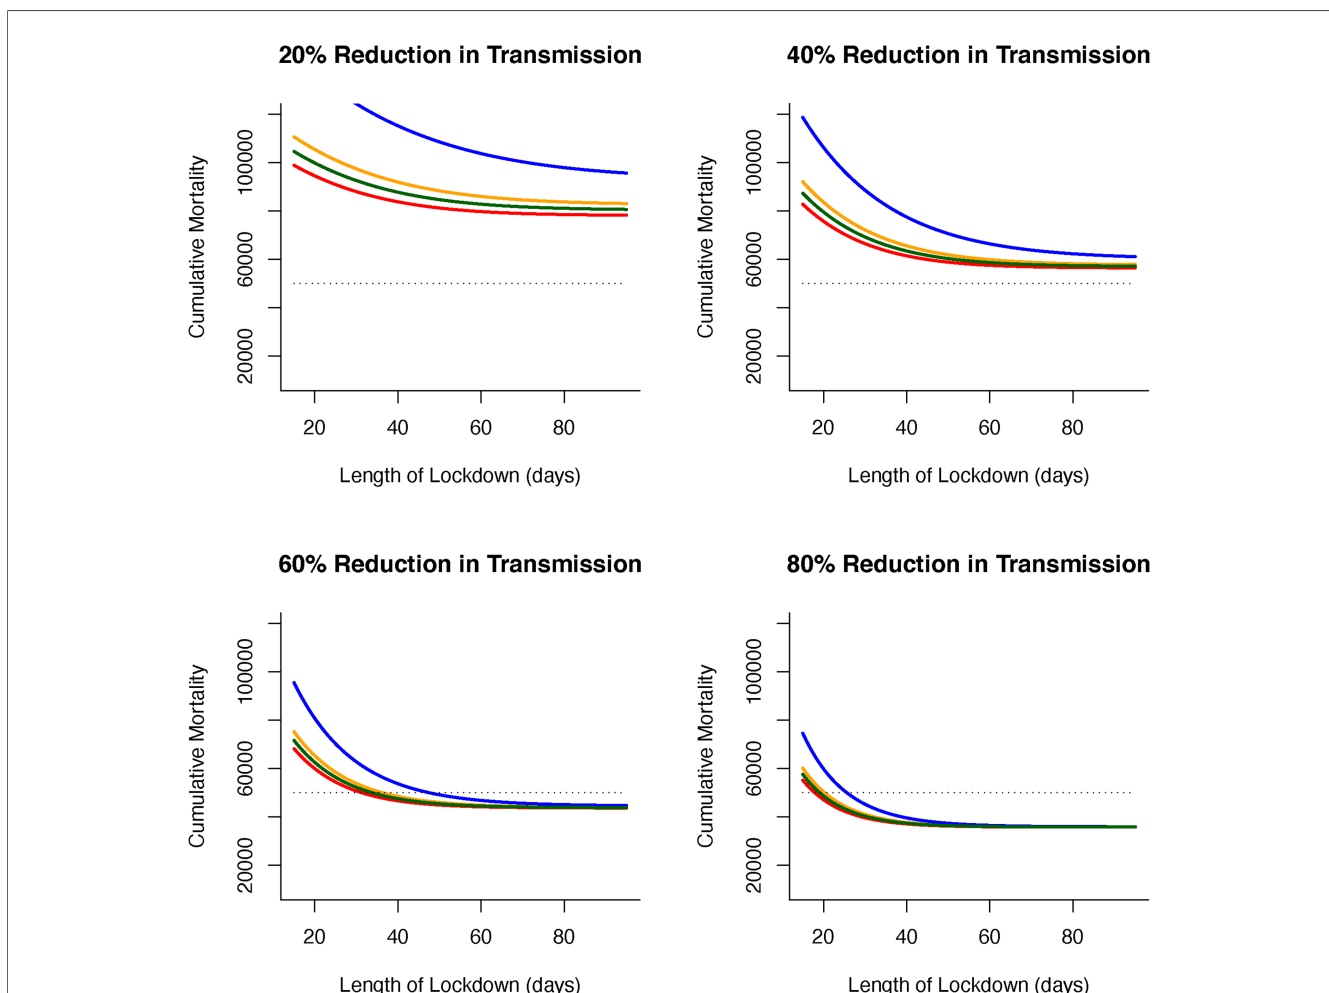 20% Reduction in Transmission
Cumulative Mortality
100000
60000
20000
20 40 60 80
Length of Lockdown (days)
40% Reduction in Transmission
Cumulative Mortality
100000
60000
20000
20 40 60 80
Length of Lockdown (days)
60% Reduction in Transmission
Cumulative Mortality
100000
60000
20000
20 40 60 80
Length of Lockdown (days)
80% Reduction in Transmission
Cumulative Mortality
100000
60000
20000
20 40 60 80
Length of Lockdown (days)